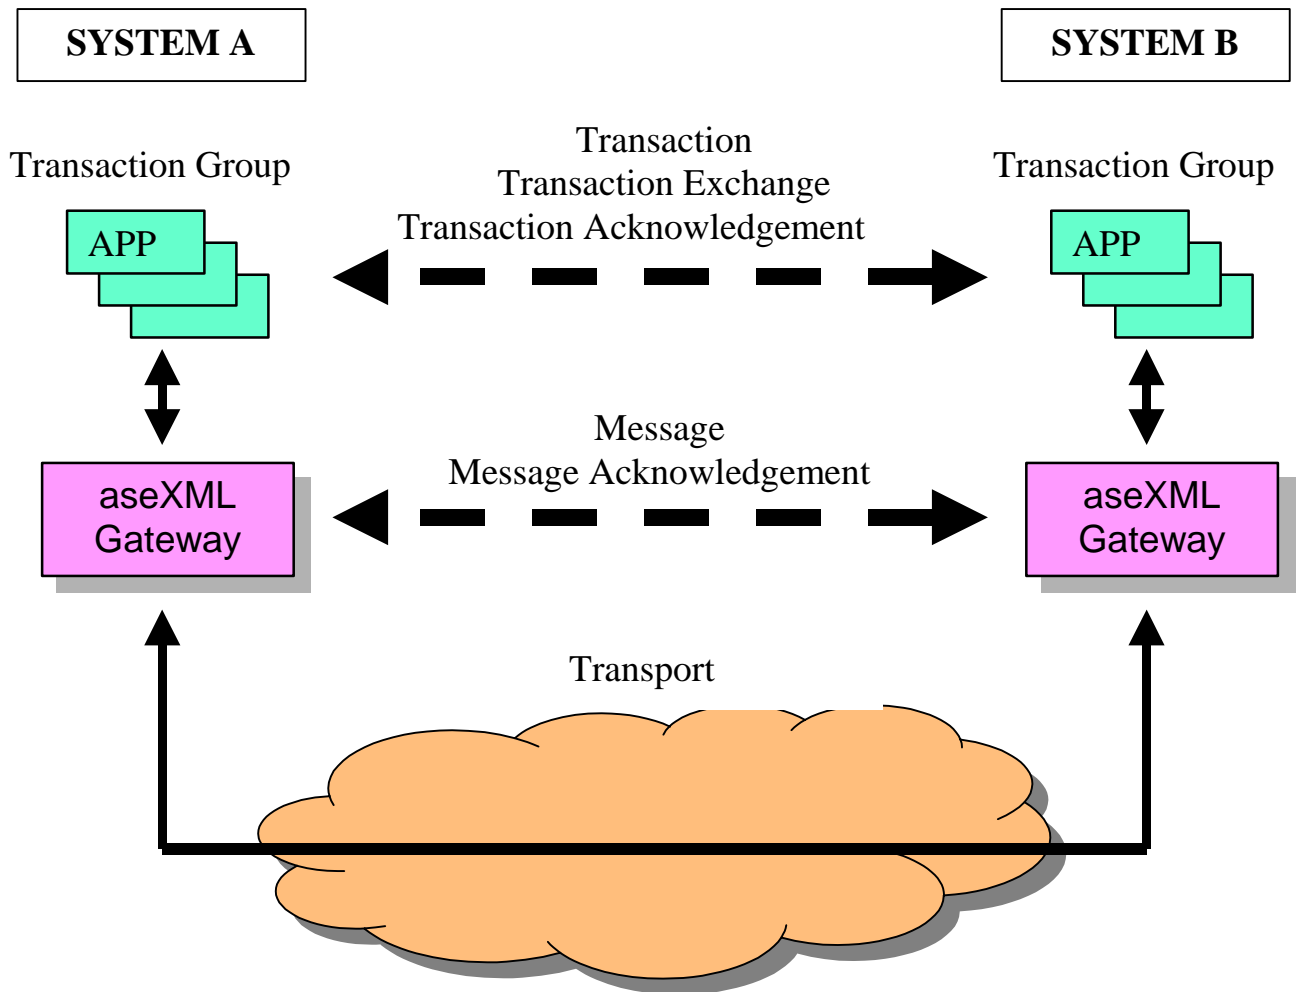 SYSTEM A
SYSTEM B
Transaction
Transaction Exchange
Transaction Acknowledgement
Transaction Group
Transaction Group
APP
APP
Message
Message Acknowledgement
aseXML
Gateway
aseXML
Gateway
Transport